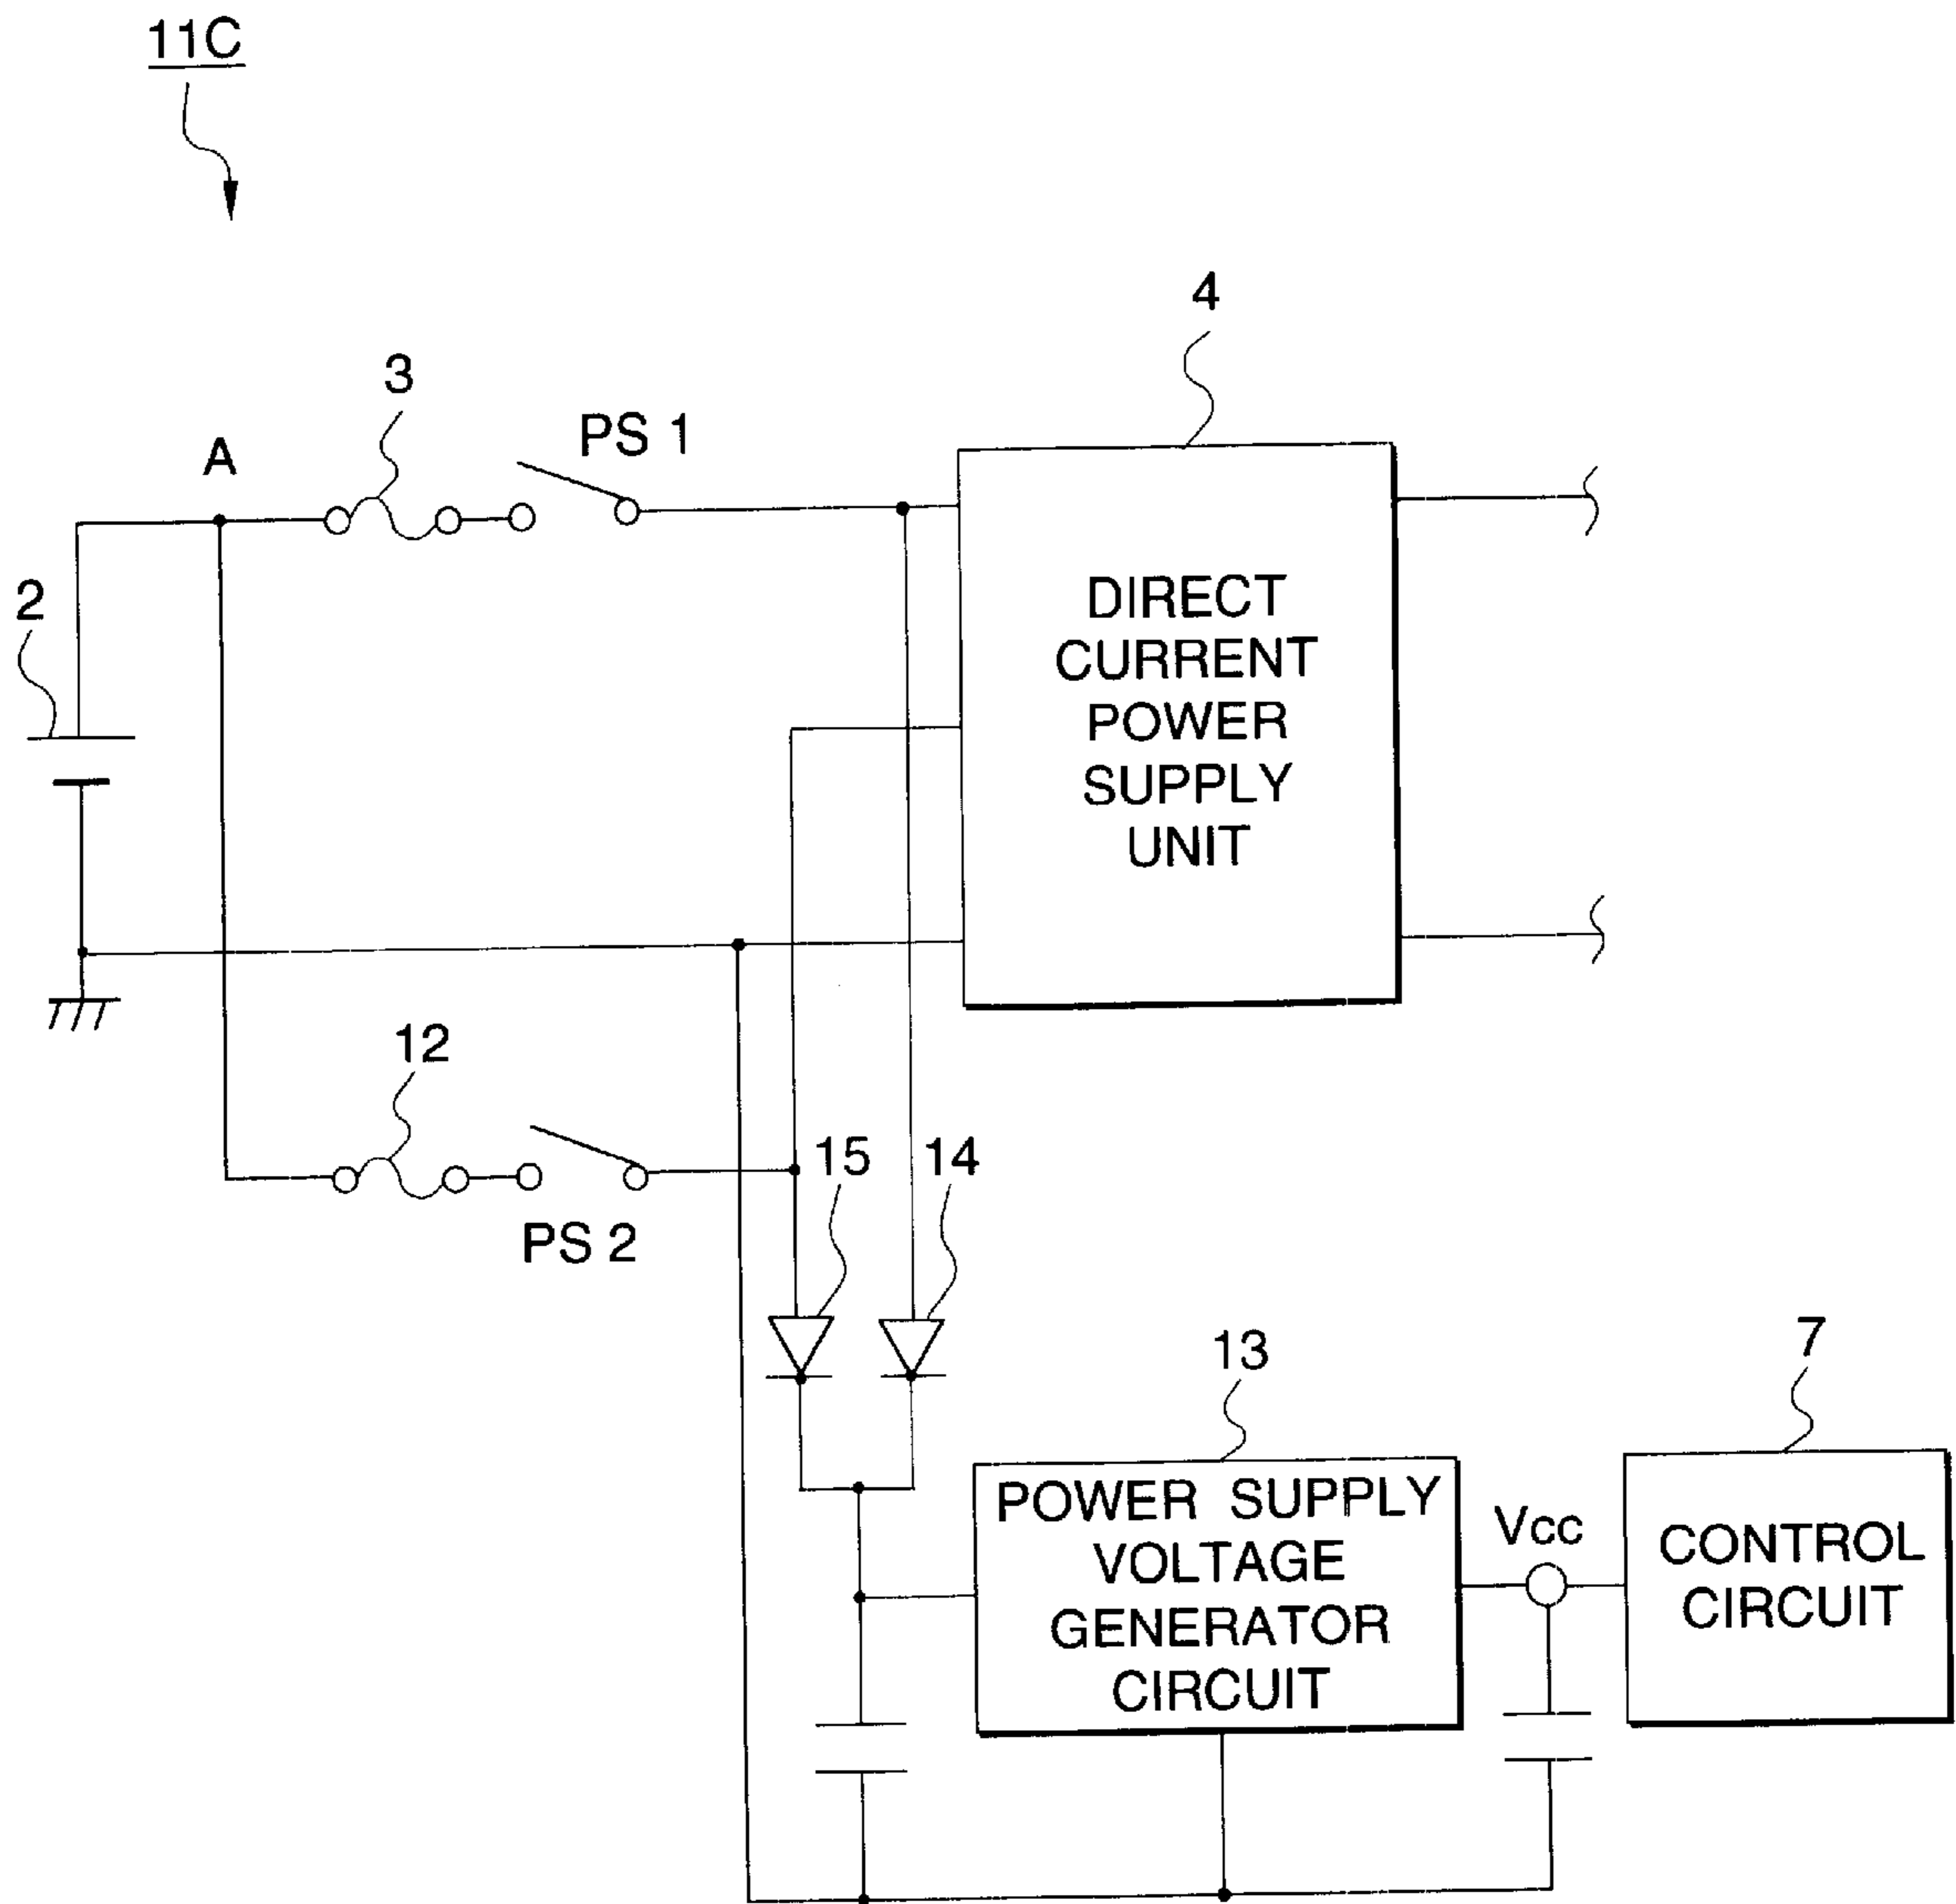 11C
4
3
PS 1
A
2
DIRECT
CURRENT
POWER
SUPPLY
UNIT
12
15
14
PS 2
13
7
POWER SUPPLY
VOLTAGE
GENERATOR
CIRCUIT
Vcc
CONTROL
CIRCUIT